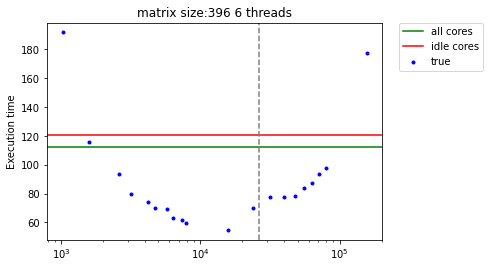 matrix size:396 6 threads
all cores
idle cores
true
Execution time
180
160
140
120
100
80
60
10³
10⁴
10⁵